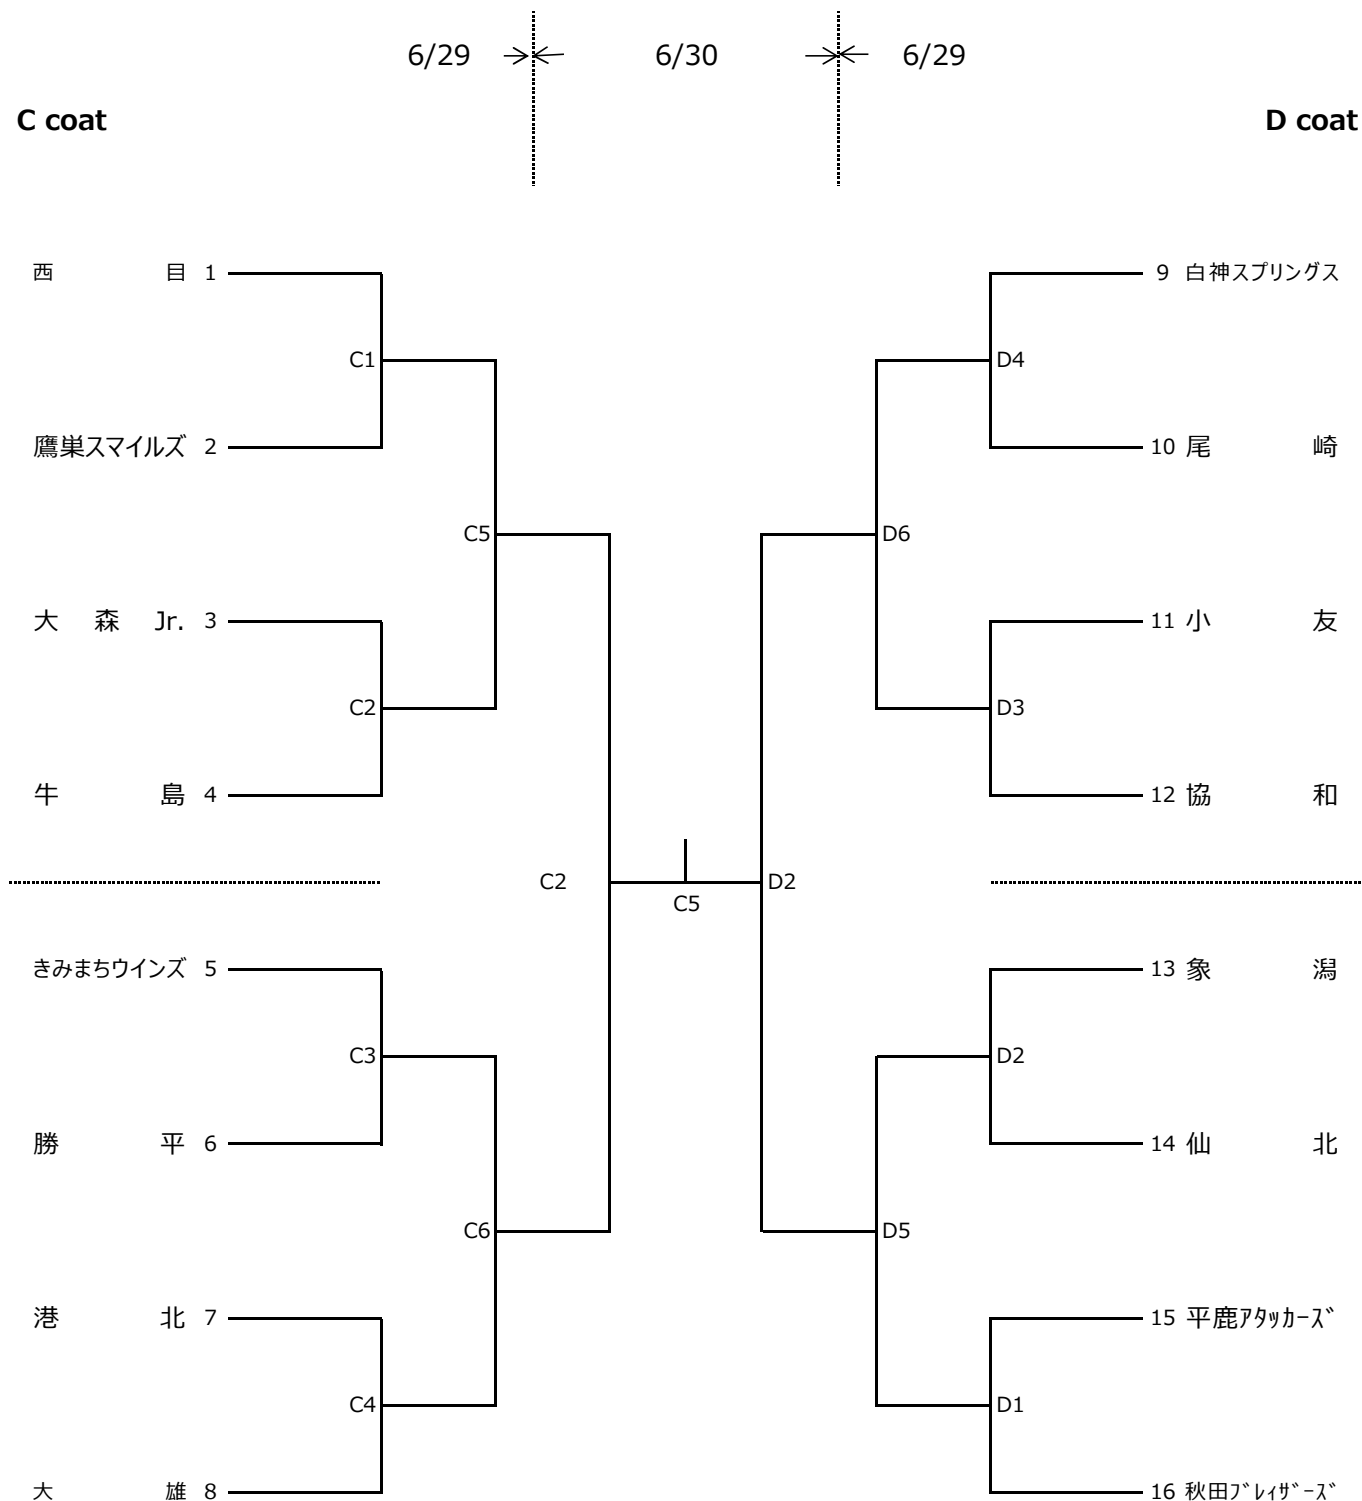 6/29 6/30 6/29
C coat D coat
西 目 1 9 白神スプリングス
C1 D4
鷹巣スマイルズ 2 10 尾 崎
C5 D6
大 森 Jr. 3 11 小 友
C2 D3
牛 島 4 12 協 和
C2 D2
C5
きみまちウインズ 5 13 象 潟
C3 D2
勝 平 6 14 仙 北
C6 D5
港 北 7 15 平鹿ｱﾀｯｶｰｽﾞ
C4 D1
大 雄 8 16 秋田ﾌﾞﾚｨｻﾞｰｽﾞ